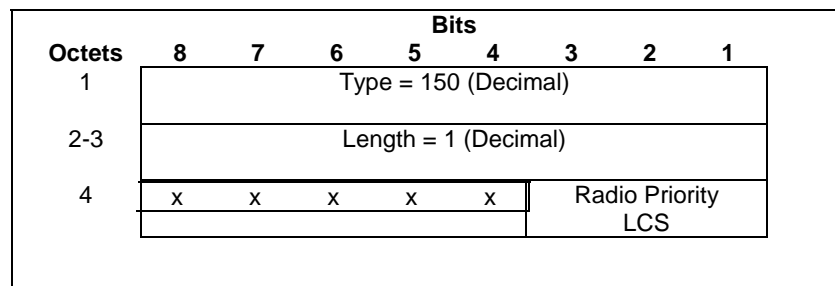 Bits
Octets 8 7 6 5 4 3 2 1
1 Type = 150 (Decimal)
2-3 Length = 1 (Decimal)
4 x x x x x Radio Priority
LCS